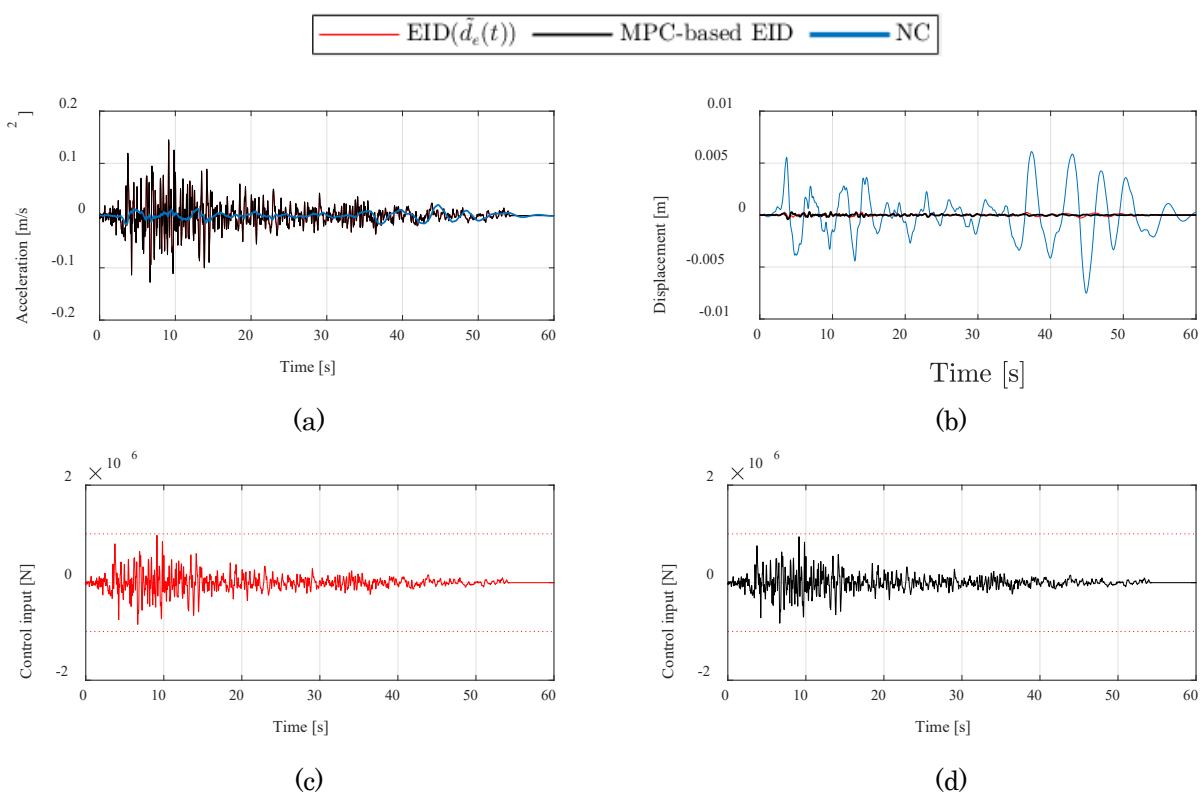 EID(d̃ₑ(t)) MPC-based EID NC
Acceleration [m/s 2 ]
0.2
0.1
0
-0.1
-0.2
0 10 20 30 40 50 60
Time [s]
(a)
Displacement [m]
0.01
0.005
0
-0.005
-0.01
0 10 20 30 40 50 60
Time [s]
(b)
Control input [N]
× 10 6
2
0
-2
0 10 20 30 40 50 60
Time [s]
(c)
Control input [N]
× 10 6
2
0
-2
0 10 20 30 40 50 60
Time [s]
(d)